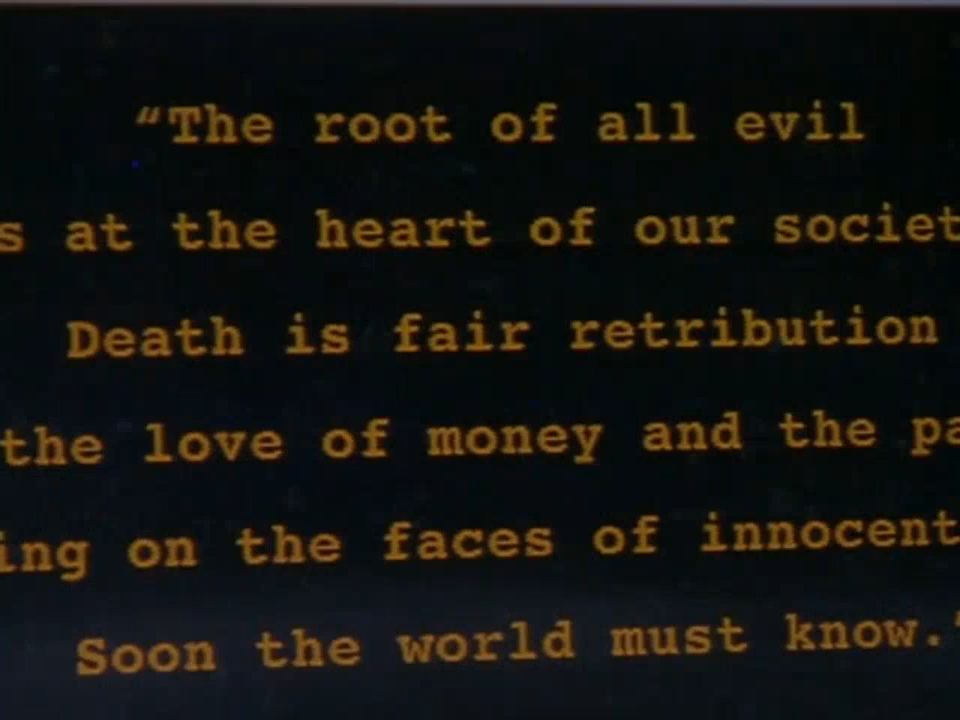 “The root of all evil
s at the heart of our societ
Death is fair retribution
the love of money and the pa
ing on the faces of innocent
Soon the world must know.”